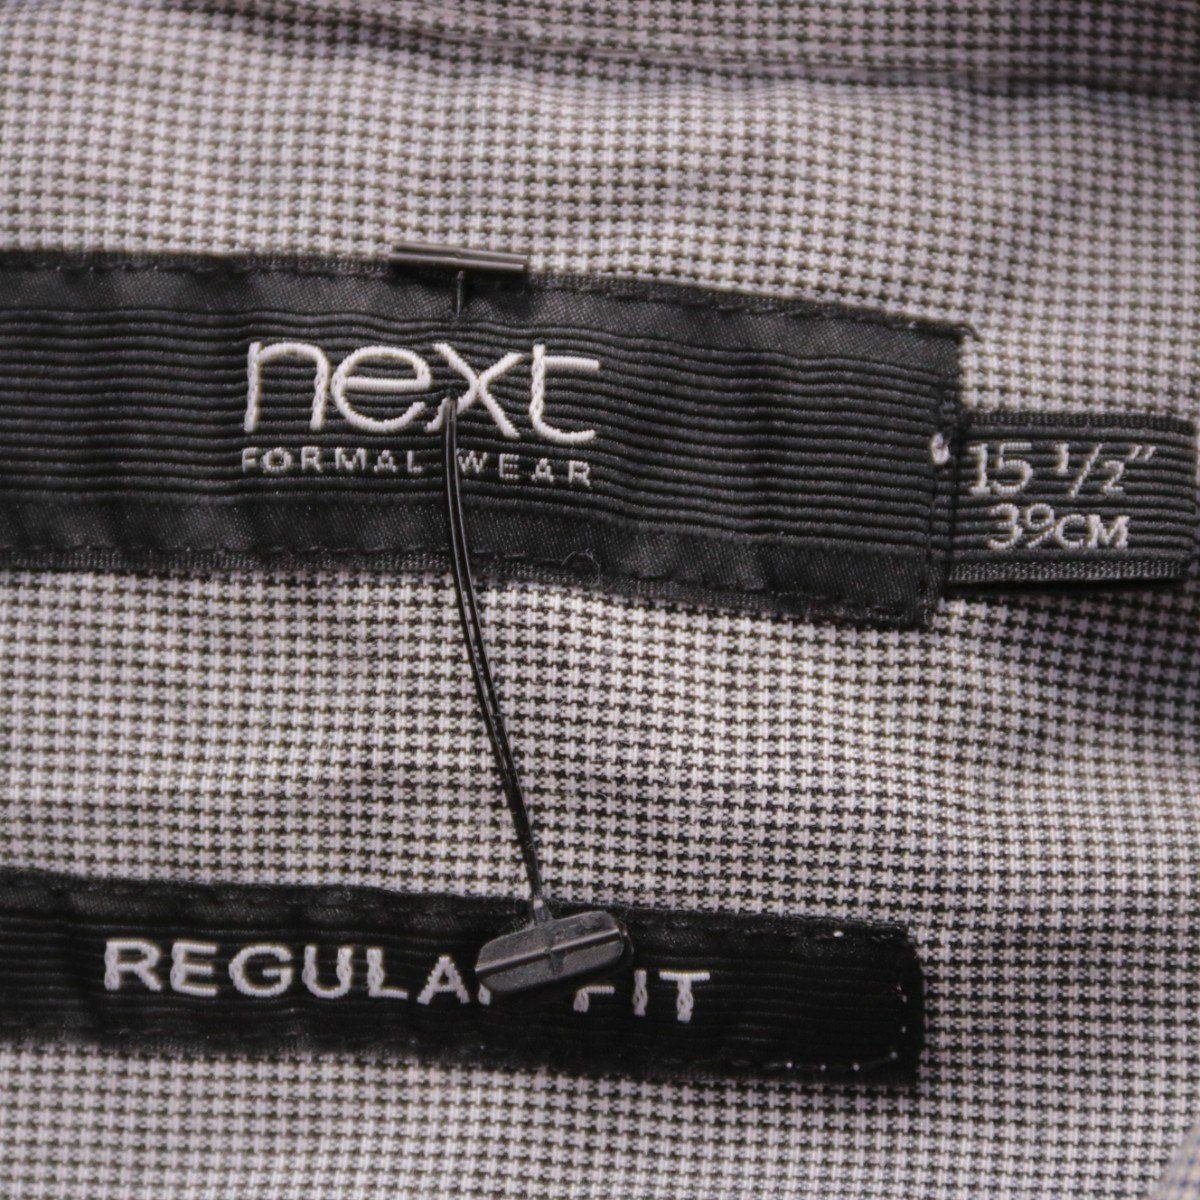 next
FORMAL WEAR
15 1/2"
39CM
REGULAR FIT